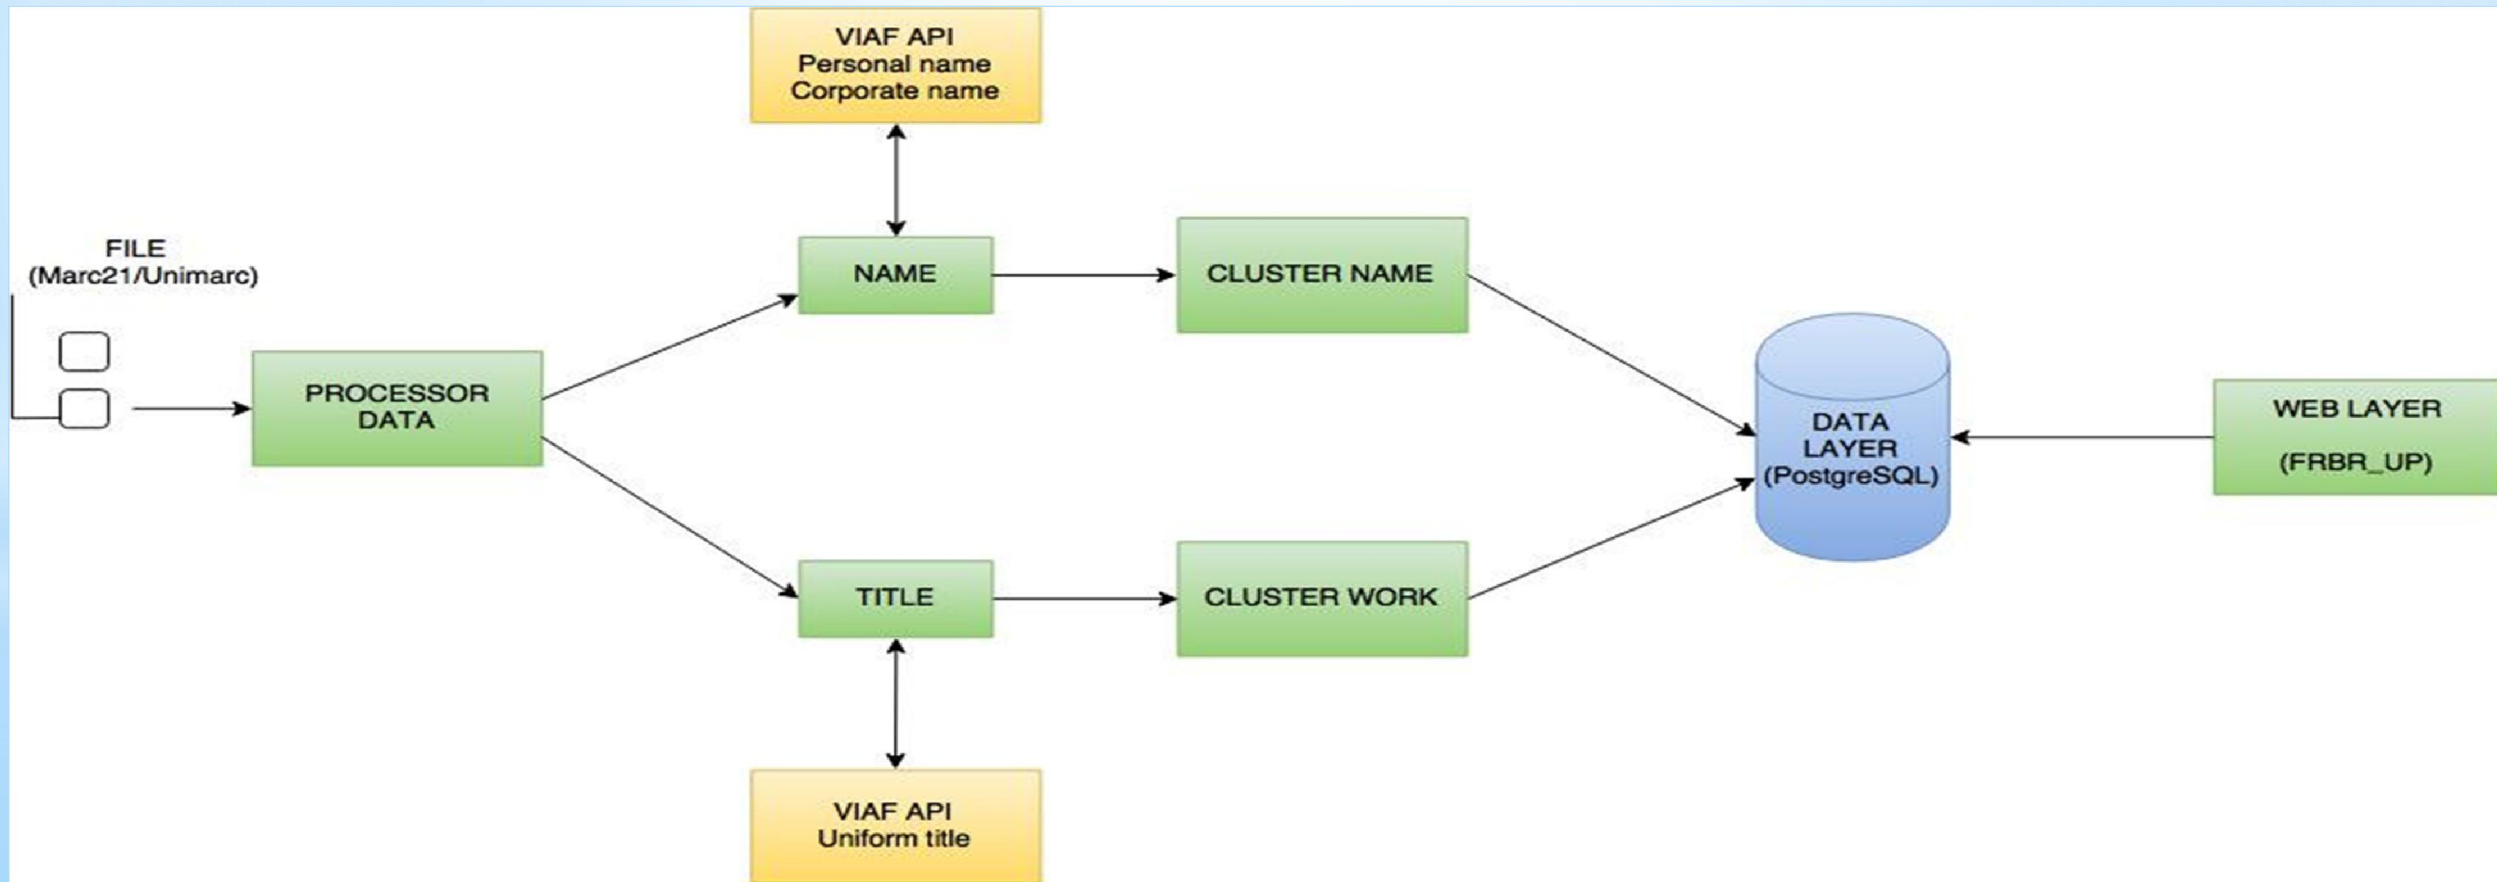 VIAF API
Personal name
Corporate name
FILE
(Marc21/Unimarc)
NAME
CLUSTER NAME
PROCESSOR
DATA
DATA
LAYER
(PostgreSQL)
WEB LAYER
(FRBR_UP)
TITLE
CLUSTER WORK
VIAF API
Uniform title